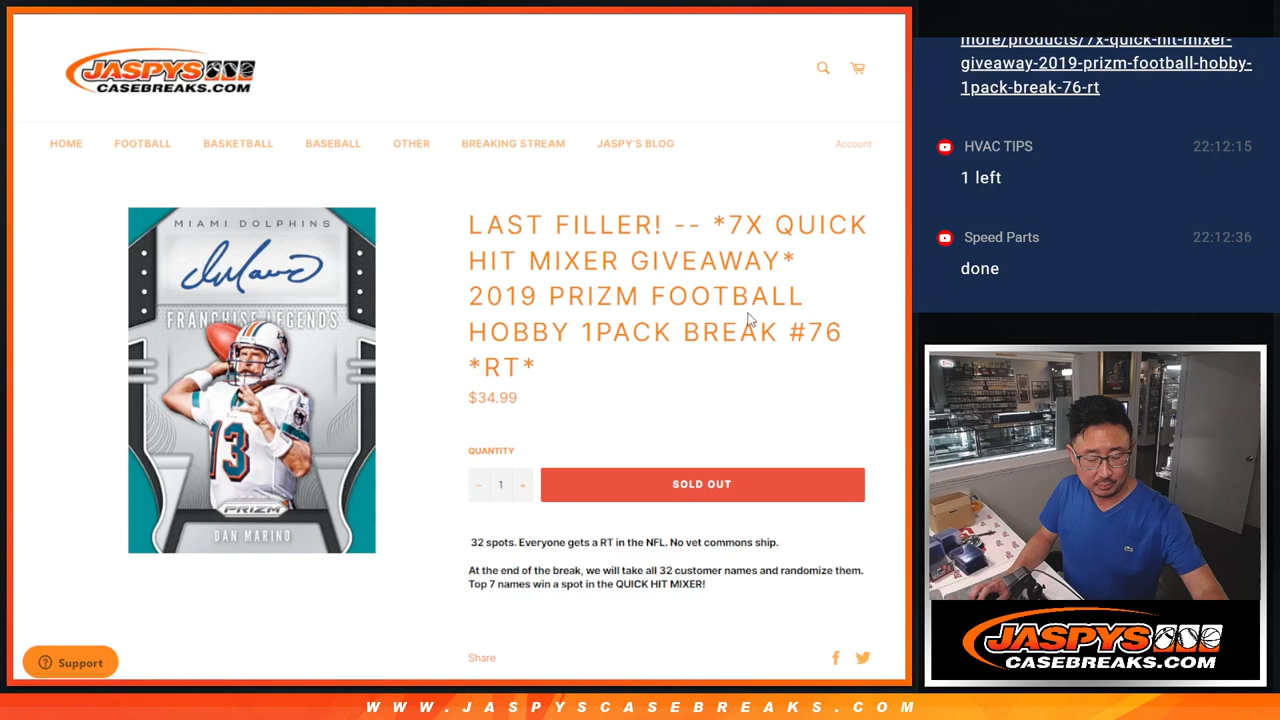 JASPYS
CASEBREAKS.COM
HOME FOOTBALL BASKETBALL BASEBALL OTHER BREAKING STREAM JASPY'S BLOG Account
MIAMI DOLPHINS
FRANCHISE LEGENDS
13
PRIZM
DAN MARINO
LAST FILLER! -- *7X QUICK
HIT MIXER GIVEAWAY*
2019 PRIZM FOOTBALL
HOBBY 1PACK BREAK #76
*RT*
$34.99
QUANTITY
− 1 +
SOLD OUT
32 spots. Everyone gets a RT in the NFL. No vet commons ship.
At the end of the break, we will take all 32 customer names and randomize them.
Top 7 names win a spot in the QUICK HIT MIXER!
Share
Support
more/products/7x-quick-hit-mixer-
giveaway-2019-prizm-football-hobby-
1pack-break-76-rt
HVAC TIPS 22:12:15
1 left
Speed Parts 22:12:36
done
JASPYS
CASEBREAKS.COM
WWW.JASPYSCASEBREAKS.COM